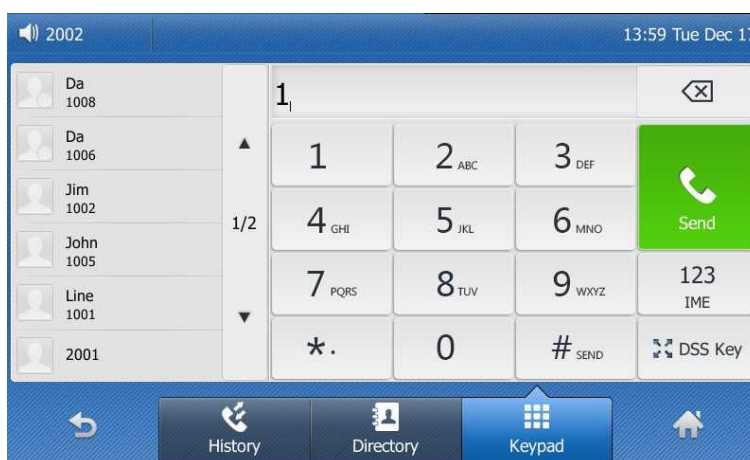 2002
13:59 Tue Dec 17
Da
1008
Da
1006
Jim
1002
John
1005
Line
1001
2001
1/2
1
1
2 ABC
3 DEF
Send
4 GHI
5 JKL
6 MNO
7 PQRS
8 TUV
9 WXYZ
123
IME
*.
0
# SEND
DSS Key
History
Directory
Keypad